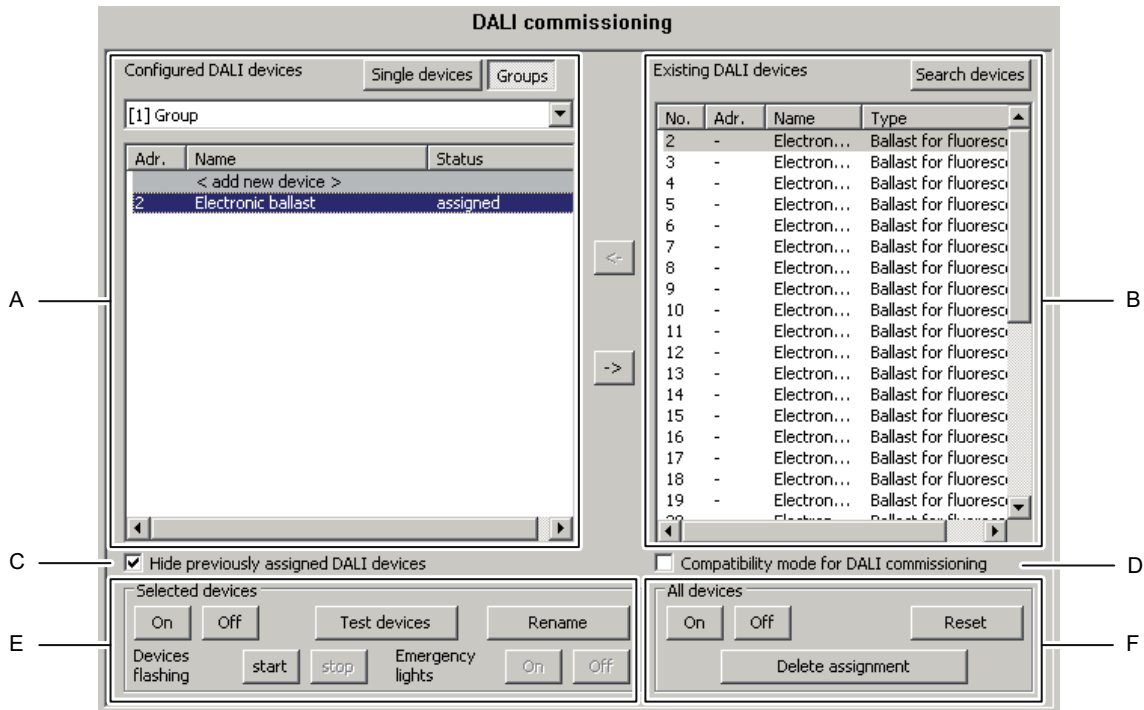 DALI commissioning
Configured DALI devices
Single devices
Groups
[1] Group
Adr. Name Status
< add new device >
2 Electronic ballast assigned
<-
->
Existing DALI devices
Search devices
No. Adr. Name Type
2 - Electron... Ballast for fluoresc
3 - Electron... Ballast for fluoresc
4 - Electron... Ballast for fluoresc
5 - Electron... Ballast for fluoresc
6 - Electron... Ballast for fluoresc
7 - Electron... Ballast for fluoresc
8 - Electron... Ballast for fluoresc
9 - Electron... Ballast for fluoresc
10 - Electron... Ballast for fluoresc
11 - Electron... Ballast for fluoresc
12 - Electron... Ballast for fluoresc
13 - Electron... Ballast for fluoresc
14 - Electron... Ballast for fluoresc
15 - Electron... Ballast for fluoresc
16 - Electron... Ballast for fluoresc
17 - Electron... Ballast for fluoresc
18 - Electron... Ballast for fluoresc
19 - Electron... Ballast for fluoresc
A
B
C
Hide previously assigned DALI devices
Compatibility mode for DALI commissioning
D
Selected devices
On Off Test devices Rename
Devices
flashing
start stop
Emergency
lights
On Off
E
All devices
On Off Reset
Delete assignment
F